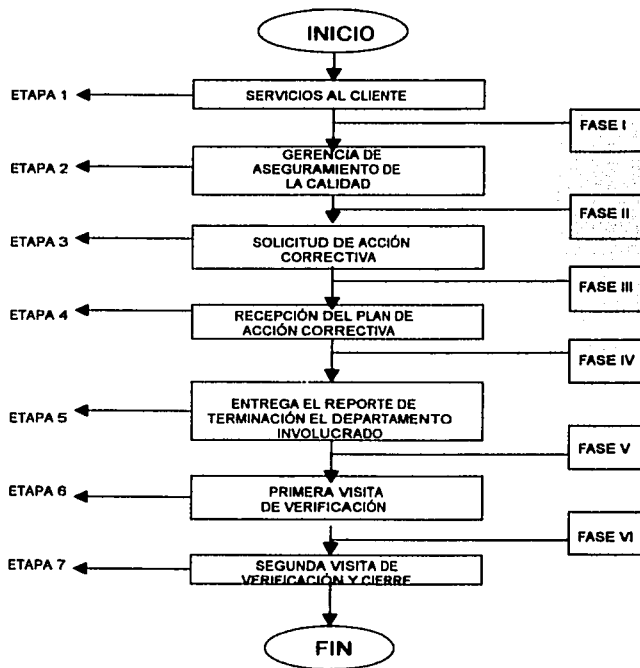 INICIO
ETAPA 1
SERVICIOS AL CLIENTE
FASE I
ETAPA 2
GERENCIA DE
ASEGURAMIENTO DE
LA CALIDAD
FASE II
ETAPA 3
SOLICITUD DE ACCIÓN
CORRECTIVA
FASE III
ETAPA 4
RECEPCIÓN DEL PLAN DE
ACCIÓN CORRECTIVA
FASE IV
ETAPA 5
ENTREGA EL REPORTE DE
TERMINACIÓN EL DEPARTAMENTO
INVOLUCRADO
FASE V
ETAPA 6
PRIMERA VISITA
DE VERIFICACIÓN
FASE VI
ETAPA 7
SEGUNDA VISITA DE
VERIFICACIÓN Y CIERRE
FIN